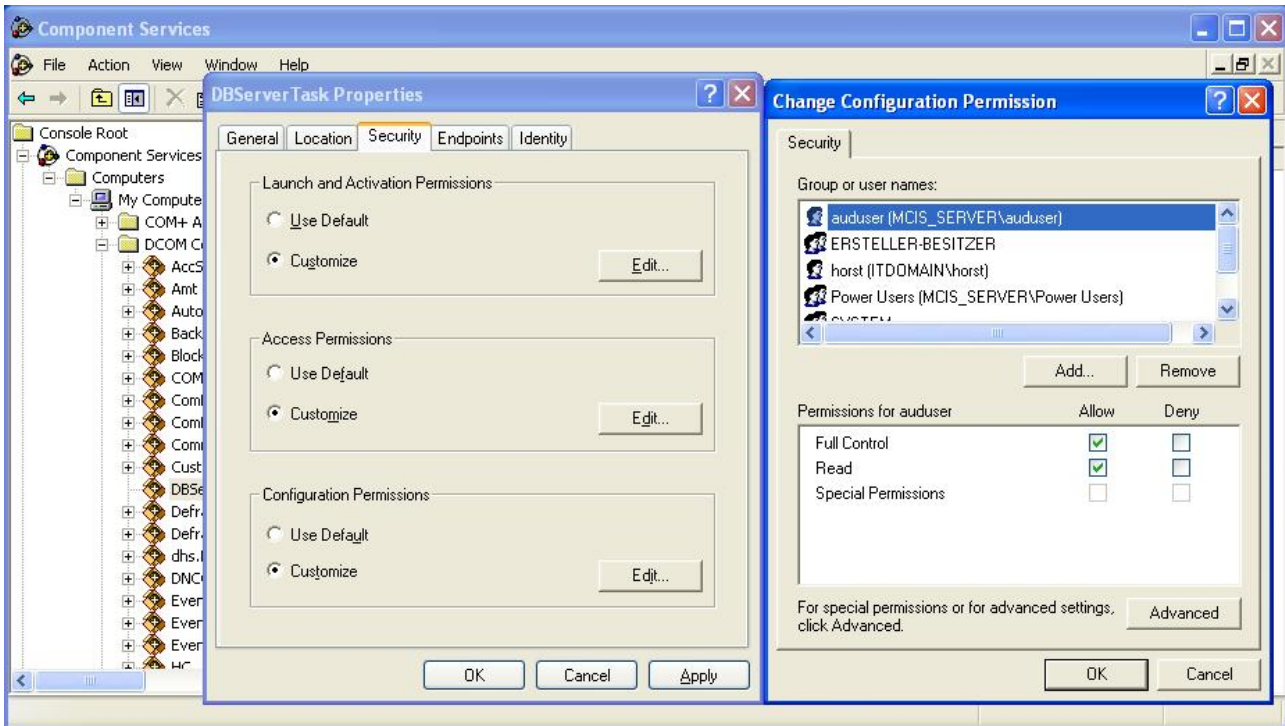 Component Services
File Action View Window Help
Console Root
Component Services
Computers
My Compute
COM+ A
DCOM C
AccS
Amt
Auto
Back
Block
COM
Com
Com
Com
Cust
DBSe
Defr
Defr
dhs.
DNC
Even
Even
Even
HC
DBServerTask Properties
General Location Security Endpoints Identity
Launch and Activation Permissions
Use Default
Customize
Edit...
Access Permissions
Use Default
Customize
Edit...
Configuration Permissions
Use Default
Customize
Edit...
OK Cancel Apply
Change Configuration Permission
Security
Group or user names:
auduser (MCIS_SERVER\auduser)
ERSTELLER-BESITZER
horst (ITDOMAIN\horst)
Power Users (MCIS_SERVER\Power Users)
SYSTEM
Add... Remove
Permissions for auduser Allow Deny
Full Control
Read
Special Permissions
For special permissions or for advanced settings,
click Advanced.
Advanced
OK Cancel